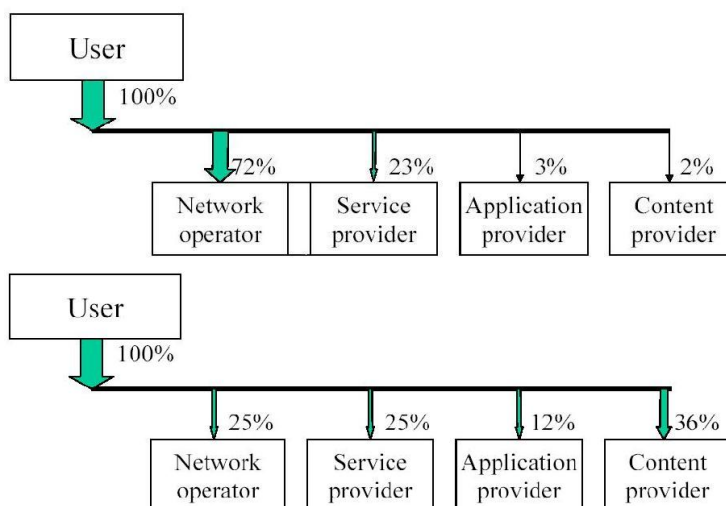 User
100%
72% 23% 3% 2%
Network Service Application Content
operator provider provider provider
User
100%
25% 25% 12% 36%
Network Service Application Content
operator provider provider provider